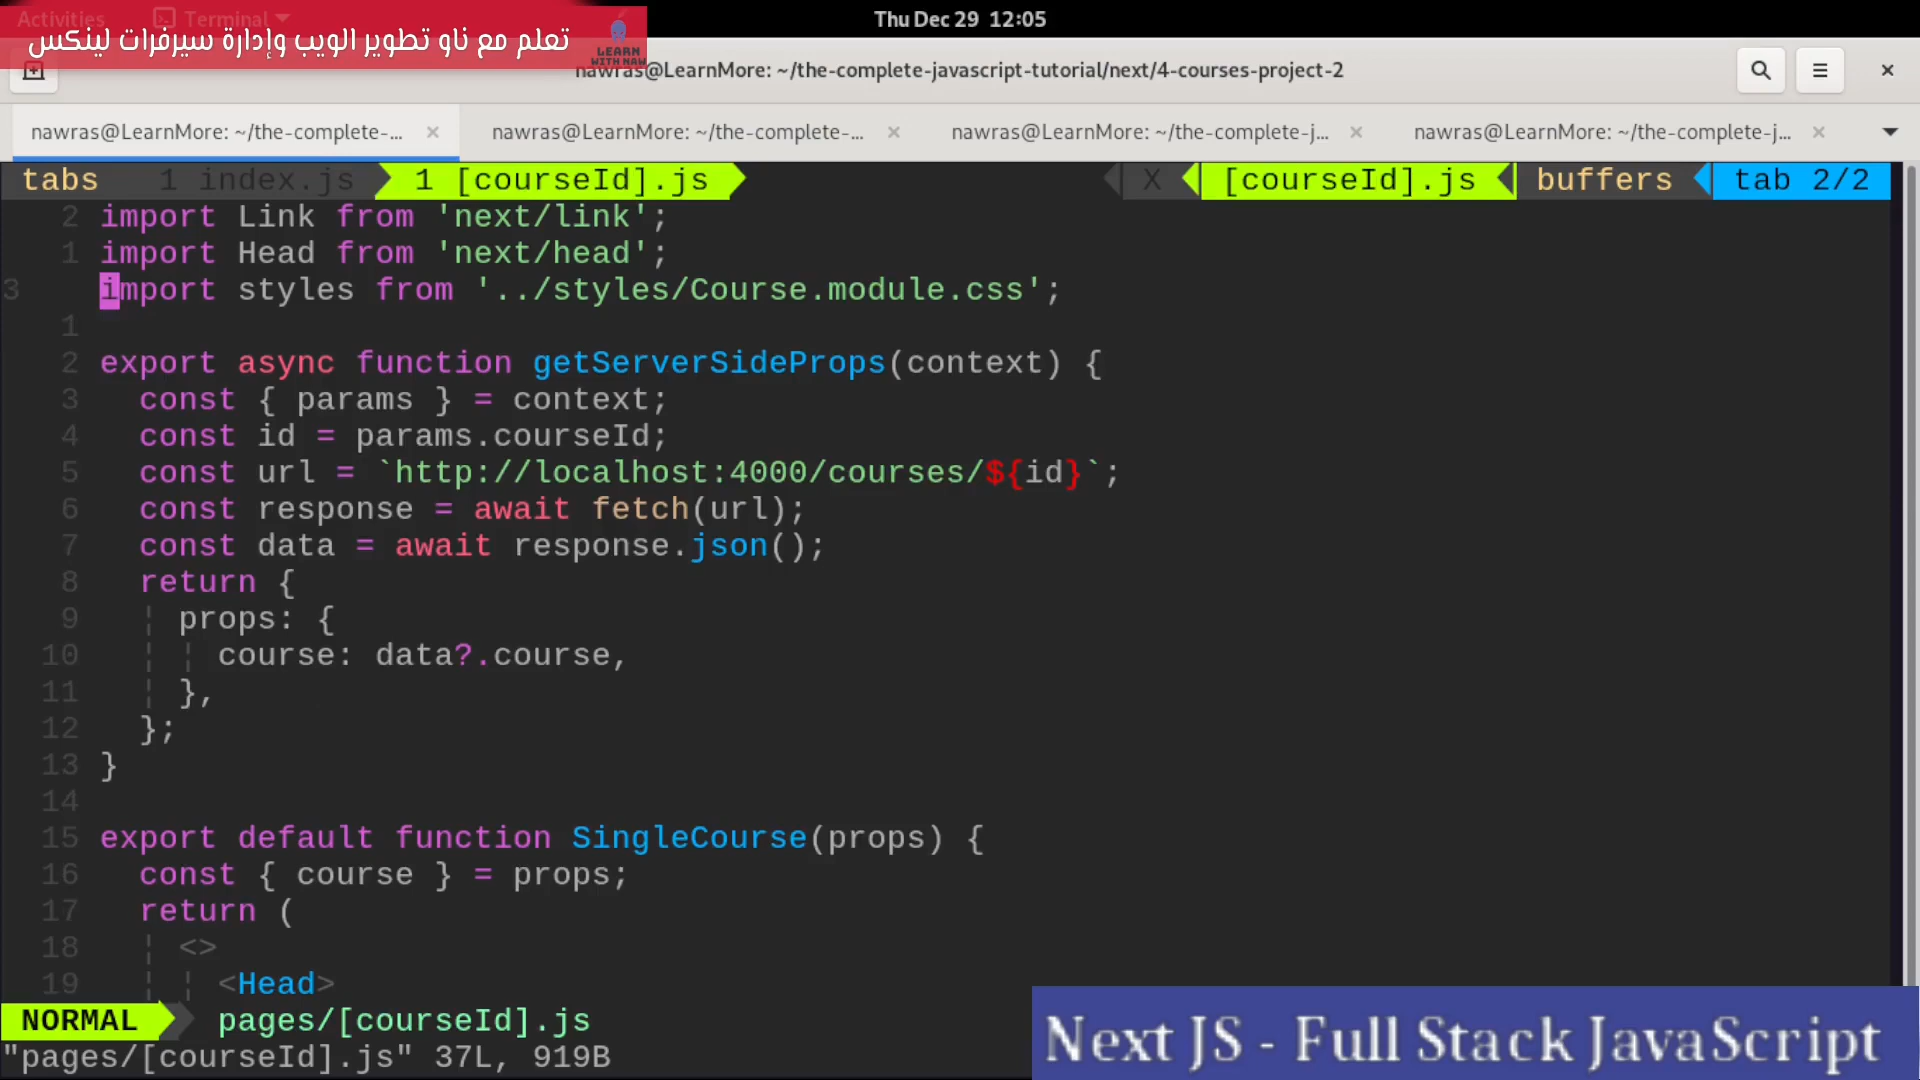 Activities Terminal
Thu Dec 29 12:05
تعلم مع ناو تطوير الويب وإدارة سيرفرات لينكس
LEARN
WITH NAW
nawras@LearnMore: ~/the-complete-javascript-tutorial/next/4-courses-project-2
nawras@LearnMore: ~/the-complete-... × nawras@LearnMore: ~/the-complete-... × nawras@LearnMore: ~/the-complete-j... × nawras@LearnMore: ~/the-complete-j... ×
tabs 1 index.js 1 [courseId].js X [courseId].js buffers tab 2/2
2 import Link from 'next/link';
1 import Head from 'next/head';
3 import styles from '../styles/Course.module.css';
1
2 export async function getServerSideProps(context) {
3 const { params } = context;
4 const id = params.courseId;
5 const url = `http://localhost:4000/courses/${id}`;
6 const response = await fetch(url);
7 const data = await response.json();
8 return {
9 props: {
10 course: data?.course,
11 },
12 };
13 }
14
15 export default function SingleCourse(props) {
16 const { course } = props;
17 return (
18 <>
19 <Head>
NORMAL pages/[courseId].js
"pages/[courseId].js" 37L, 919B
Next JS - Full Stack JavaScript